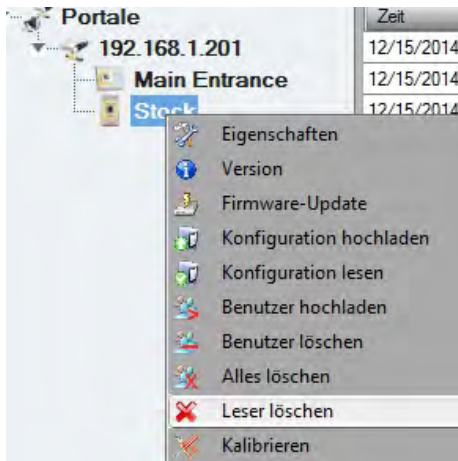 Portale
Zeit
192.168.1.201
12/15/2014
Main Entrance
12/15/2014
Stock
12/15/2014
Eigenschaften
Version
Firmware-Update
Konfiguration hochladen
Konfiguration lesen
Benutzer hochladen
Benutzer löschen
Alles löschen
Leser löschen
Kalibrieren